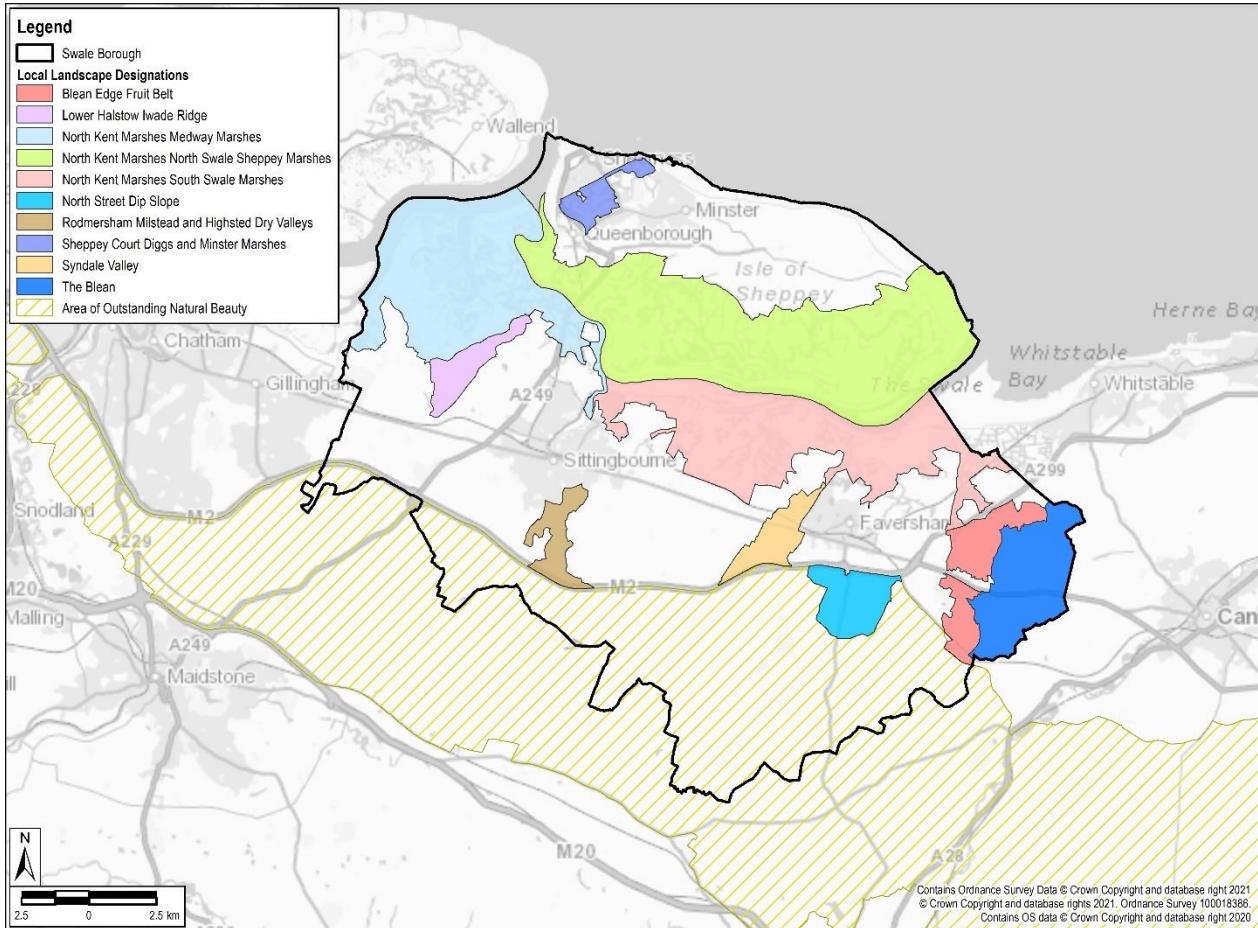 Legend
Swale Borough
Local Landscape Designations
Blean Edge Fruit Belt
Lower Halstow Iwade Ridge
North Kent Marshes Medway Marshes
North Kent Marshes North Swale Sheppey Marshes
North Kent Marshes South Swale Marshes
North Street Dip Slope
Rodmersham Milstead and Highsted Dry Valleys
Sheppey Court Diggs and Minster Marshes
Syndale Valley
The Blean
Area of Outstanding Natural Beauty
Wallend
Minster
Queenborough
Isle of
Sheppey
Herne Bay
Chatham
Gillingham
A249
The Swale
Whitstable
Bay
Whitstable
Sittingbourne
A299
Snodland
M2
Faversham
A229
M20
Malling
M2
A249
Maidstone
Can
M20
A28
N
2.5 0 2.5 km
Contains Ordnance Survey Data © Crown Copyright and database right 2021
© Crown Copyright and database rights 2021. Ordnance Survey 100018386.
Contains OS data © Crown Copyright and database right 2020